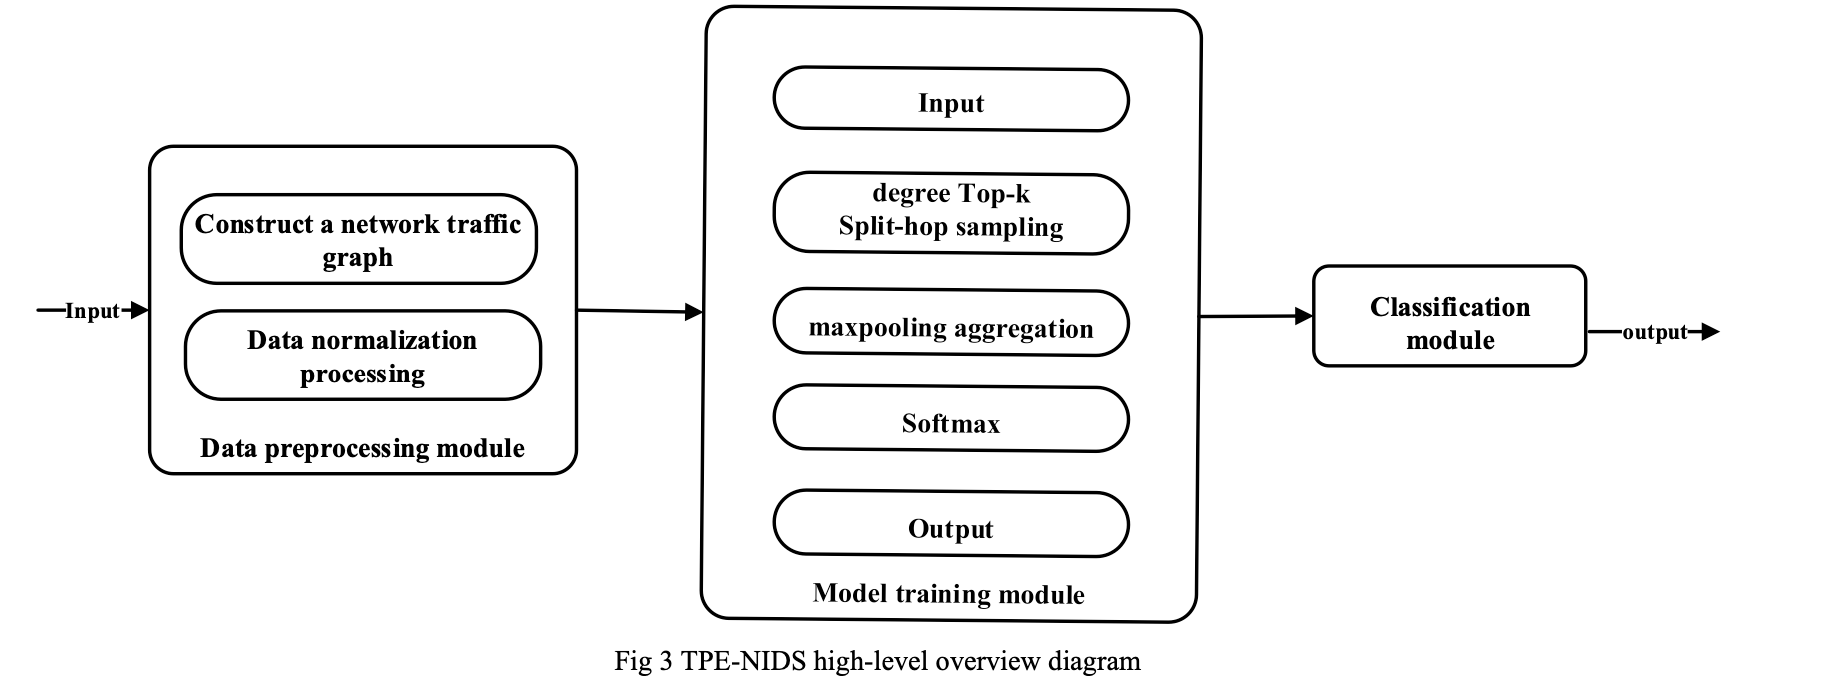 Input
Construct a network traffic
graph
Data normalization
processing
Data preprocessing module
Input
degree Top-k
Split-hop sampling
maxpooling aggregation
Softmax
Output
Model training module
Classification
module
output
Fig 3 TPE-NIDS high-level overview diagram